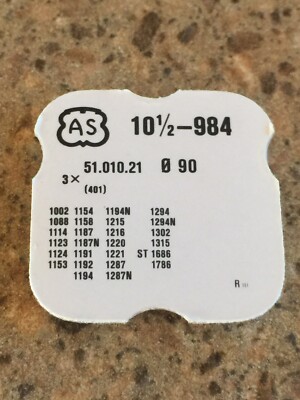 AS 10½-984
51.010.21 Ø 90
3×
(401)
1002 1154 1194N 1294
1068 1158 1215 1294N
1114 1187 1216 1302
1123 1187N 1220 1315
1124 1191 1221 ST 1686
1153 1192 1287 1786
1194 1287N
R